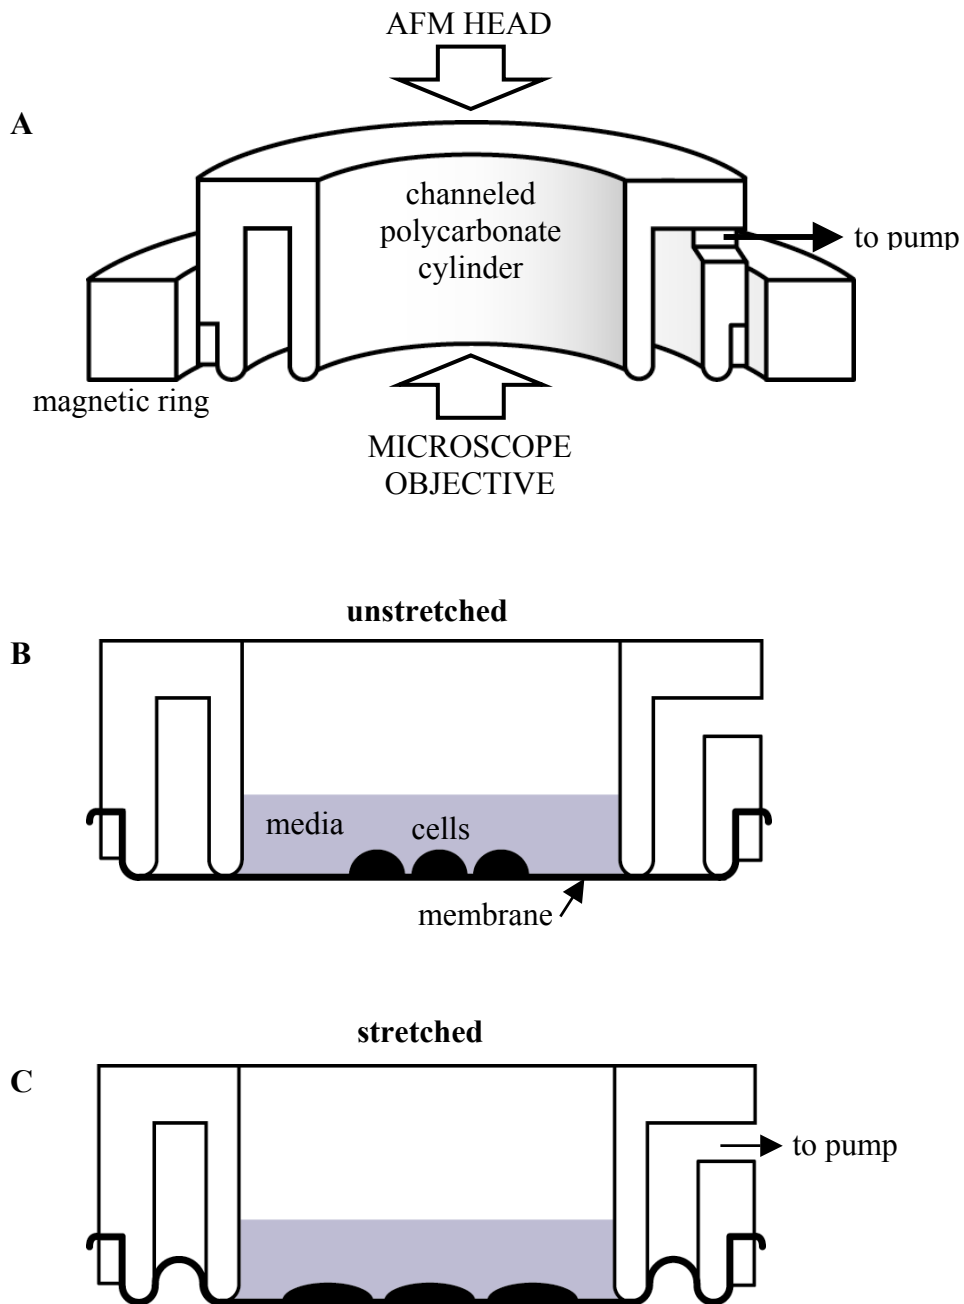 AFM HEAD
A
channeled
polycarbonate
cylinder
to pump
magnetic ring
MICROSCOPE
OBJECTIVE
unstretched
B
media
cells
membrane
stretched
C
to pump